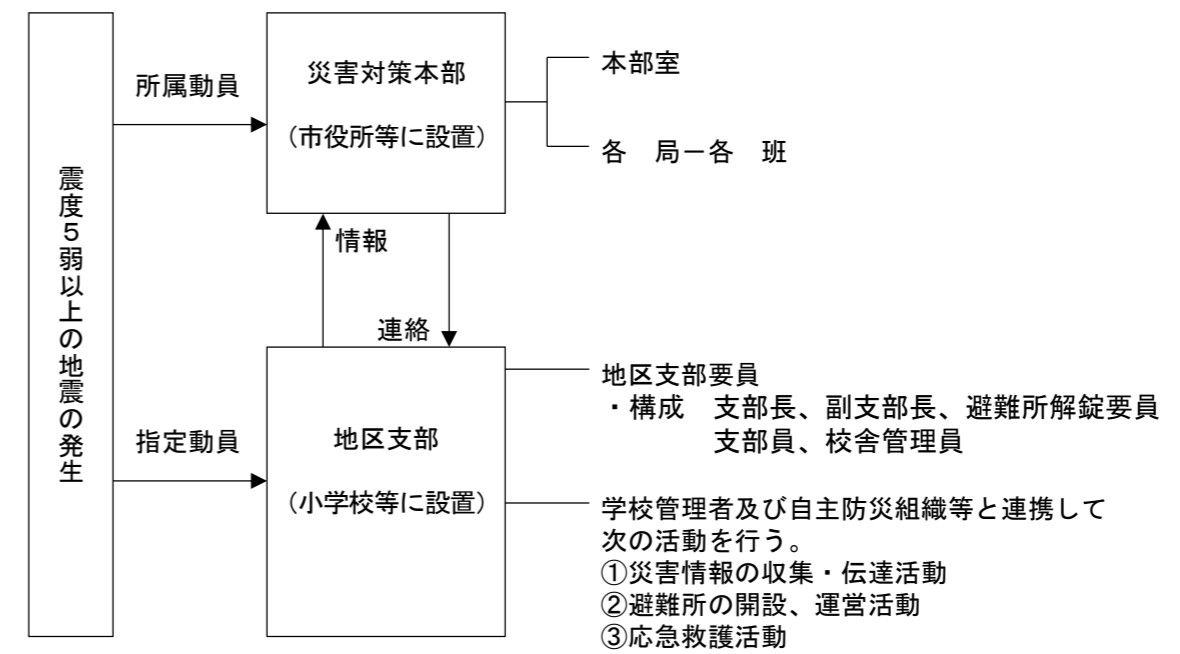 震度５弱以上の地震の発生
所属動員
災害対策本部
（市役所等に設置）
本部室
各　局－各　班
情報
連絡
指定動員
地区支部
（小学校等に設置）
地区支部要員
・構成　支部長、副支部長、避難所解錠要員
支部員、校舎管理員
学校管理者及び自主防災組織等と連携して
次の活動を行う。
①災害情報の収集・伝達活動
②避難所の開設、運営活動
③応急救護活動